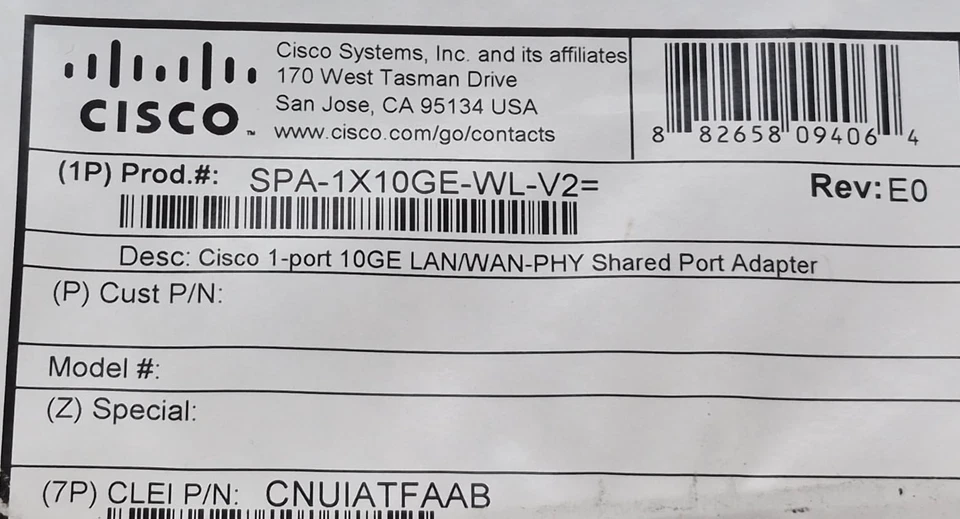 CISCO™
Cisco Systems, Inc. and its affiliates
170 West Tasman Drive
San Jose, CA 95134 USA
www.cisco.com/go/contacts
8 82658 09406 4
(1P) Prod.#: SPA-1X10GE-WL-V2=
Rev: E0
Desc: Cisco 1-port 10GE LAN/WAN-PHY Shared Port Adapter
(P) Cust P/N:
Model #:
(Z) Special:
(7P) CLEI P/N: CNUIATFAAB